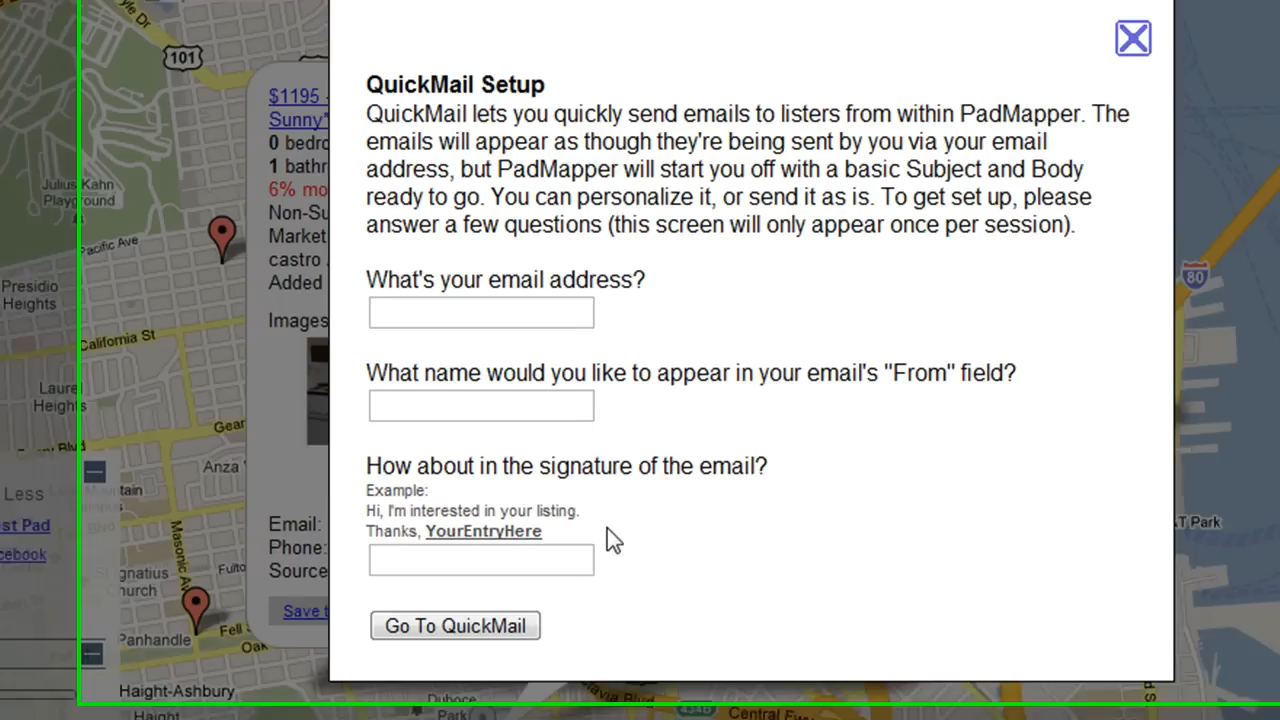 QuickMail Setup
QuickMail lets you quickly send emails to listers from within PadMapper. The
emails will appear as though they're being sent by you via your email
address, but PadMapper will start you off with a basic Subject and Body
ready to go. You can personalize it, or send it as is. To get set up, please
answer a few questions (this screen will only appear once per session).
What's your email address?
What name would you like to appear in your email's "From" field?
How about in the signature of the email?
Example:
Hi, I'm interested in your listing.
Thanks, YourEntryHere
Go To QuickMail
101
$1195
Sunny"
0 bedro
1 bathr
6% mo
Non-Su
Market
castro
Added
Images
Email:
Phone:
Source
Save t
Julius Kahn
Playground
Pacific Ave
Presidio
Heights
California St
Laurel
Heights
Gear
Anza
Less
st Pad
cebook
Masonic Av
Church
Fulto
Panhandle
Fell
Oak
Haight-Ashbury
Haight
Duboce
Park
Central
80
T Park